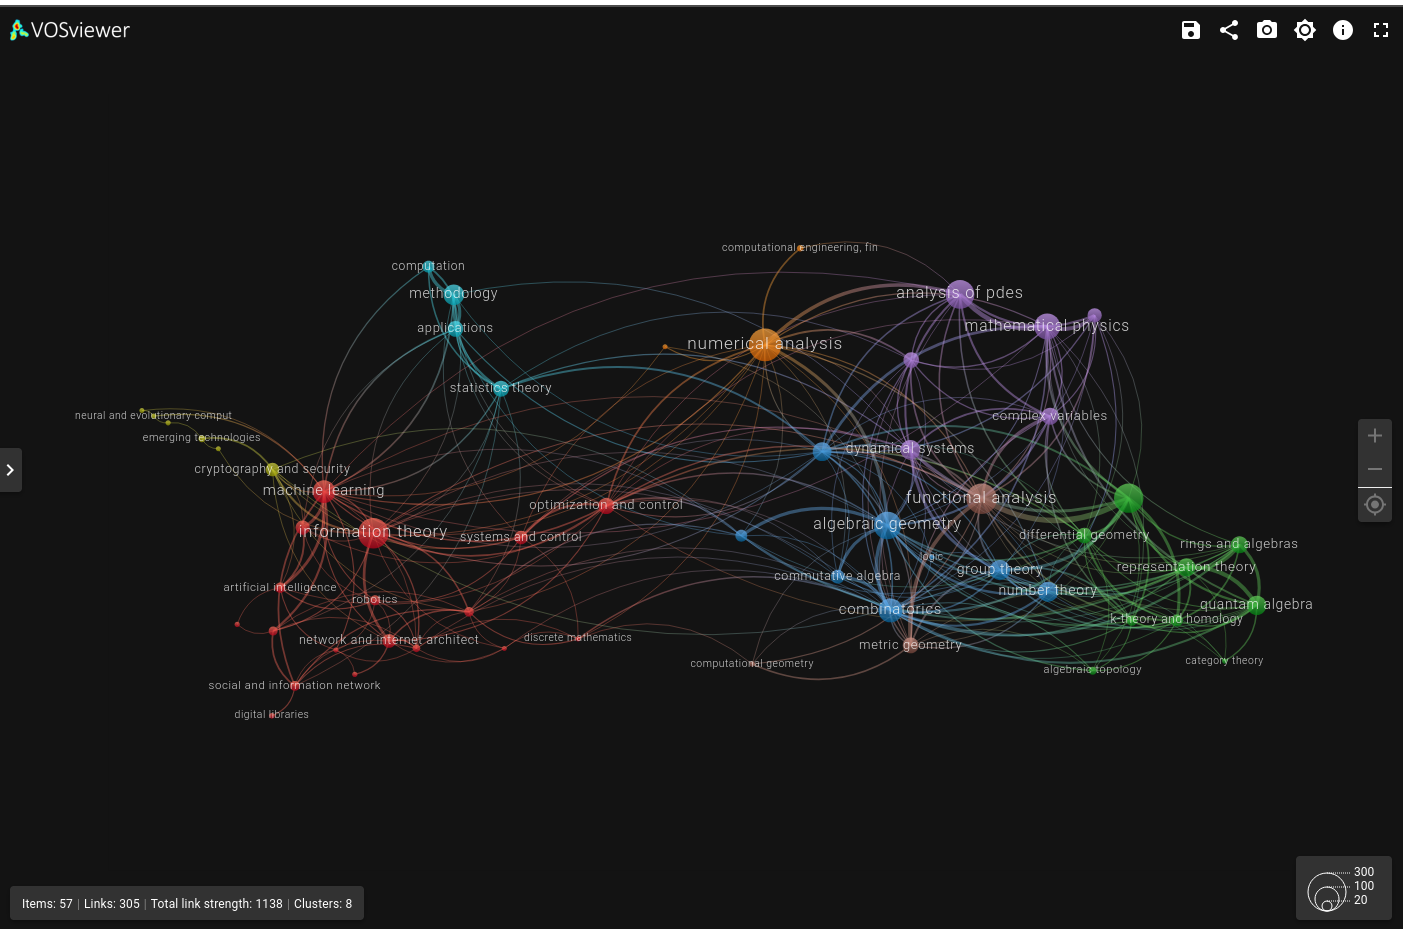 VOSviewer
computational engineering, fin
computation
methodology
analysis of pdes
applications
mathematical physics
numerical analysis
statistics theory
neural and evolutionary comput
complex variables
emerging technologies
dynamical systems
cryptography and security
machine learning
functional analysis
optimization and control
algebraic geometry
information theory
systems and control
differential geometry
rings and algebras
logic
group theory
representation theory
commutative algebra
artificial intelligence
number theory
robotics
combinatorics
quantam algebra
k-theory and homology
network and internet architect
discrete mathematics
metric geometry
computational geometry
category theory
algebraic topology
social and information network
digital libraries
Items: 57 | Links: 305 | Total link strength: 1138 | Clusters: 8
300
100
20